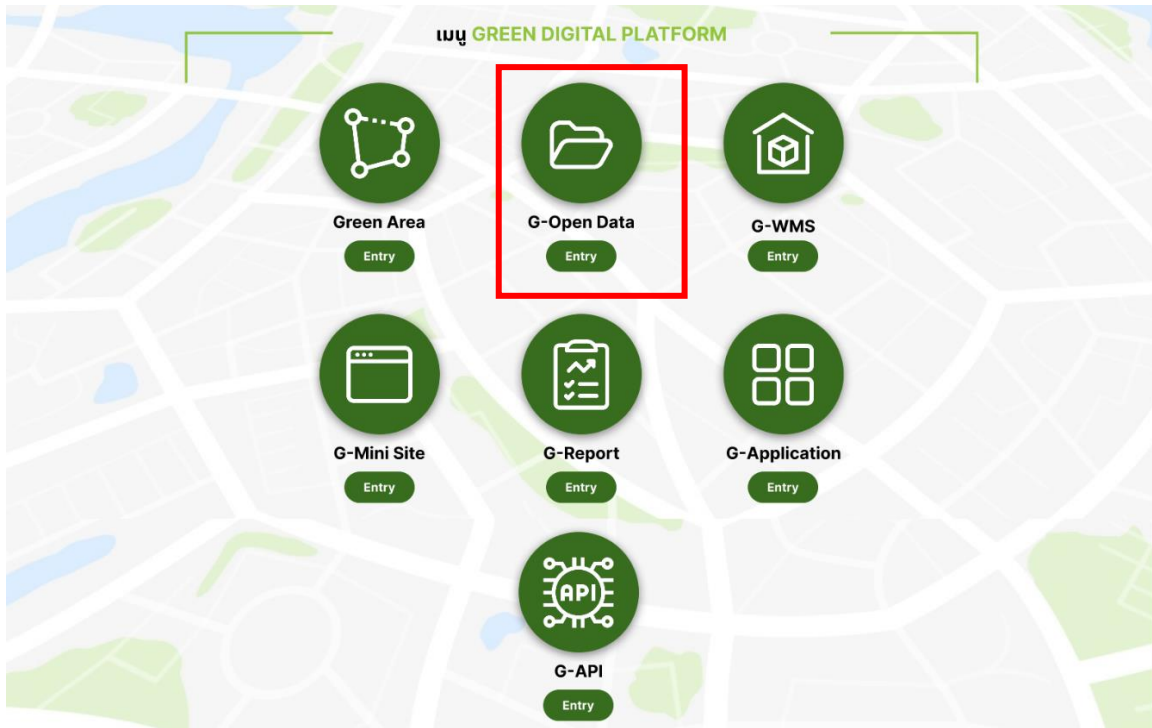 เมนู GREEN DIGITAL PLATFORM
Green Area
G-Open Data
G-WMS
Entry
Entry
Entry
G-Mini Site
G-Report
G-Application
Entry
Entry
Entry
API
G-API
Entry